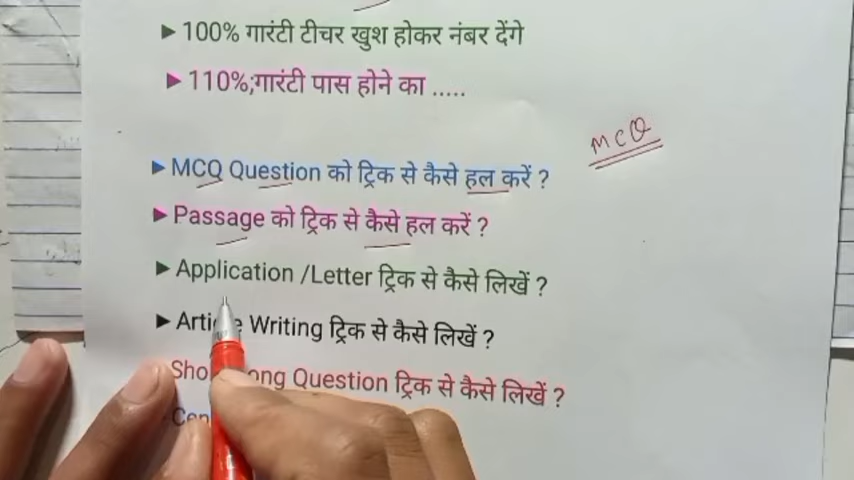 ► 100% गारंटी टीचर खुश होकर नंबर देंगे
► 110%;गारंटी पास होने का .....
MCQ
► MCQ Question को ट्रिक से कैसे हल करें ?
► Passage को ट्रिक से कैसे हल करें ?
► Application /Letter ट्रिक से कैसे लिखें ?
► Writing ट्रिक से कैसे लिखें ?
Question ट्रिक से कैसे लिखें ?